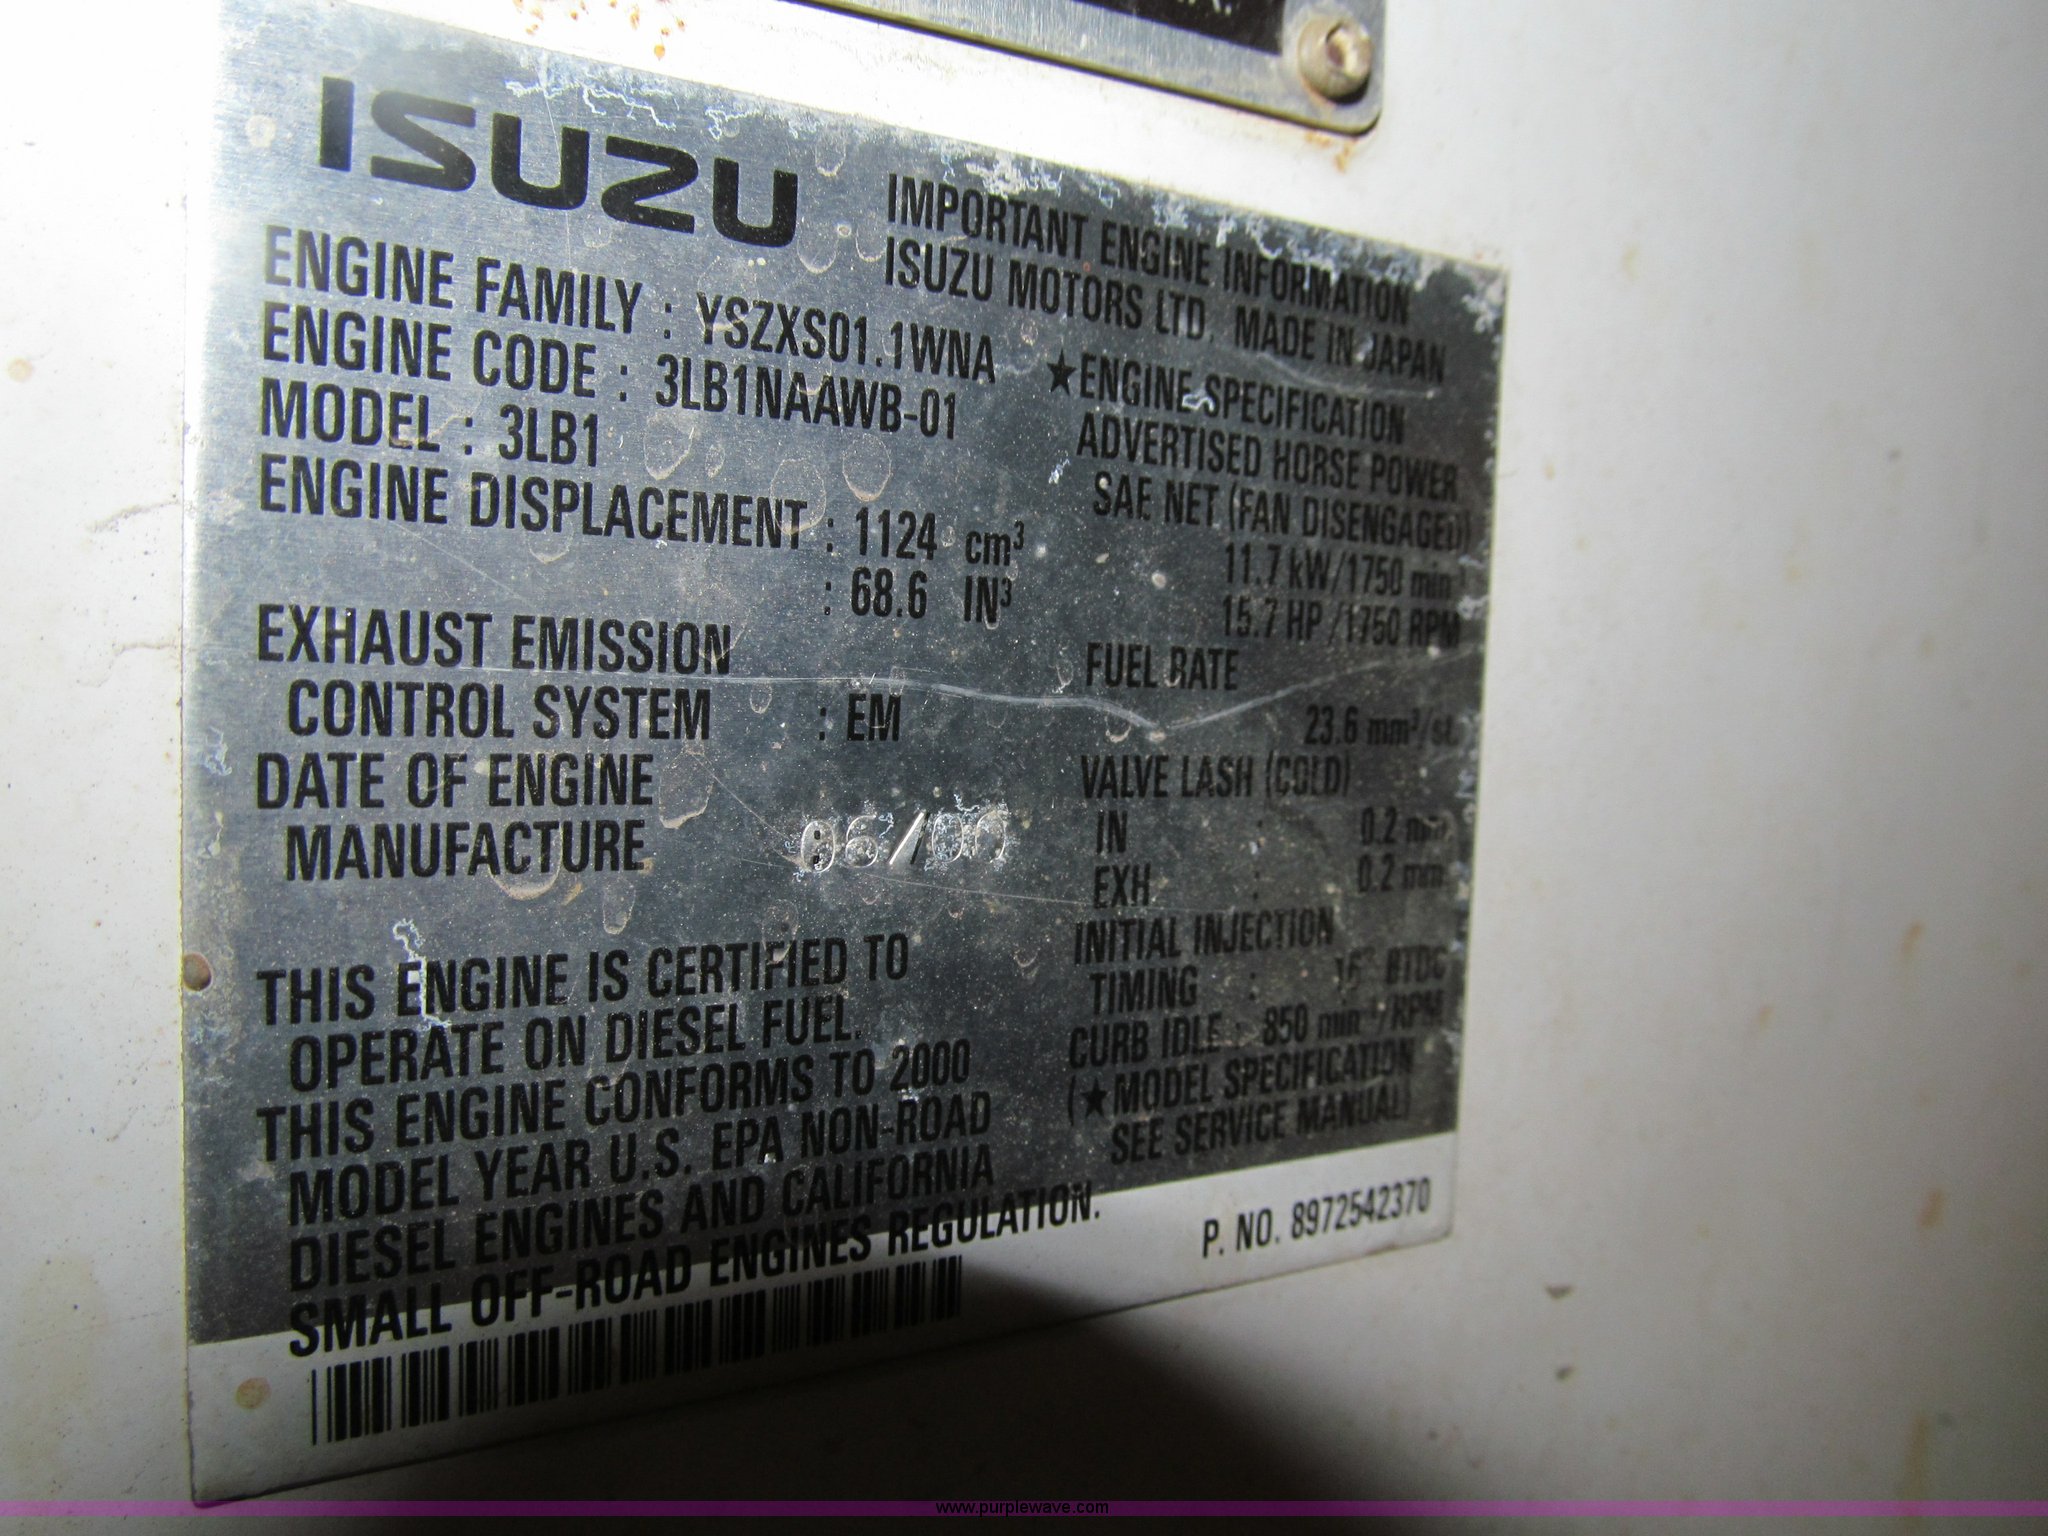 ISUZU
IMPORTANT ENGINE INFORMATION
ISUZU MOTORS LTD. MADE IN JAPAN
ENGINE FAMILY : YSZXS01.1WNA
ENGINE CODE : 3LB1NAAWB-01
MODEL : 3LB1
ENGINE DISPLACEMENT : 1124 cm³
: 68.6 IN³
EXHAUST EMISSION
CONTROL SYSTEM : EM
DATE OF ENGINE
MANUFACTURE 06/00
THIS ENGINE IS CERTIFIED TO
OPERATE ON DIESEL FUEL.
THIS ENGINE CONFORMS TO 2000
MODEL YEAR U.S. EPA NON-ROAD
DIESEL ENGINES AND CALIFORNIA
SMALL OFF-ROAD ENGINES REGULATION.
★ENGINE SPECIFICATION
ADVERTISED HORSE POWER
SAE NET (FAN DISENGAGED)
11.7 kW/1750 min⁻¹
15.7 HP/1750 RPM
FUEL RATE
23.6 mm³/st.
VALVE LASH (COLD)
IN : 0.2 mm
EXH : 0.2 mm
INITIAL INJECTION
TIMING : 16° BTDC
CURB IDLE : 850 min⁻¹/RPM
(★MODEL SPECIFICATION
SEE SERVICE MANUAL)
P. NO. 8972542370
www.purplewave.com